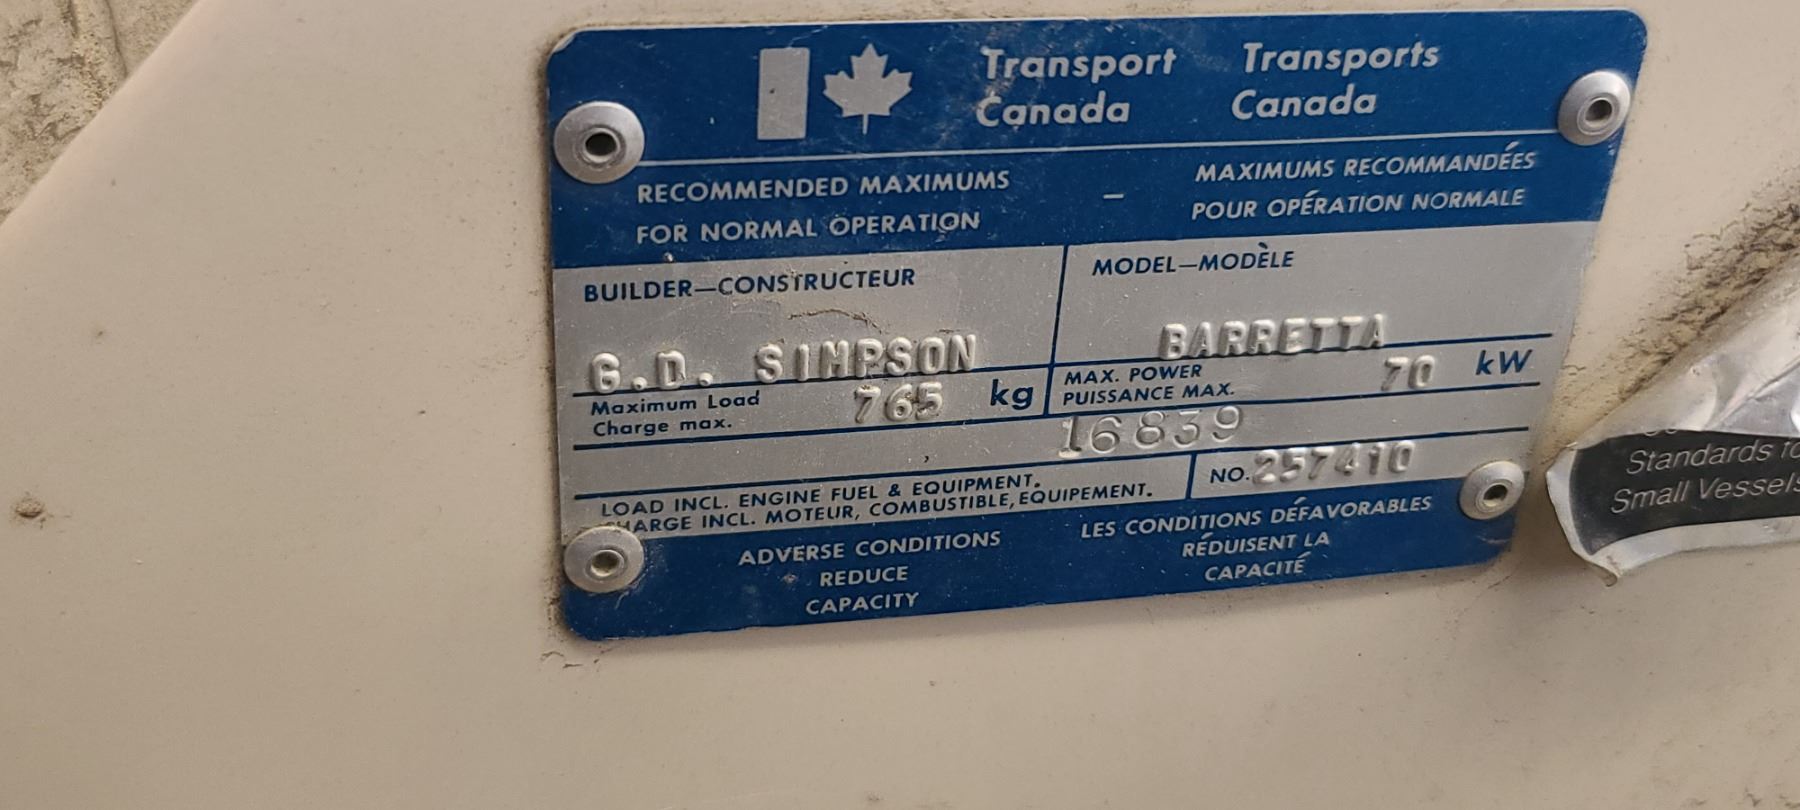 Transport Canada
Transports Canada
RECOMMENDED MAXIMUMS
FOR NORMAL OPERATION
–
MAXIMUMS RECOMMANDÉES
POUR OPÉRATION NORMALE
BUILDER—CONSTRUCTEUR
G.D. SIMPSON
MODEL—MODÈLE
BARRETTA
Maximum Load
Charge max.
765 kg
MAX. POWER
PUISSANCE MAX.
70 kW
16839
LOAD INCL. ENGINE FUEL & EQUIPMENT.
CHARGE INCL. MOTEUR, COMBUSTIBLE, EQUIPEMENT.
NO. 257410
ADVERSE CONDITIONS
REDUCE
CAPACITY
LES CONDITIONS DÉFAVORABLES
RÉDUISENT LA
CAPACITÉ
Standards
Small Vessels